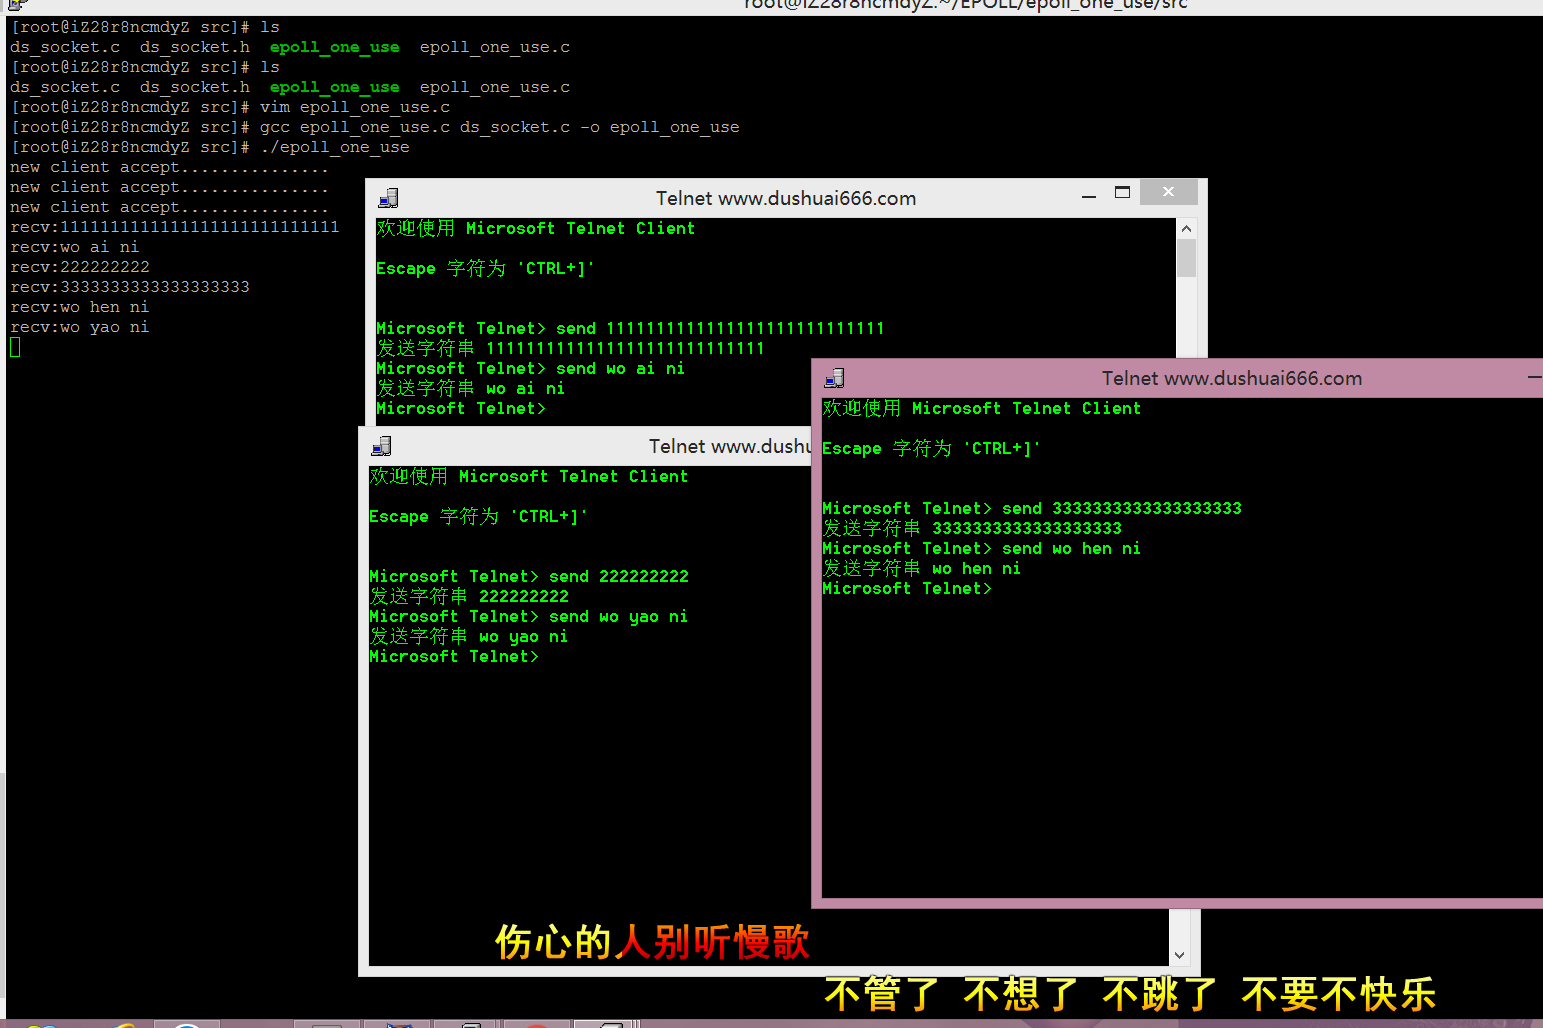 root@iZ28r8ncmdyZ:~/EPOLL/epoll_one_use/src
[root@iZ28r8ncmdyZ src]# ls
ds_socket.c  ds_socket.h  epoll_one_use  epoll_one_use.c
[root@iZ28r8ncmdyZ src]# ls
ds_socket.c  ds_socket.h  epoll_one_use  epoll_one_use.c
[root@iZ28r8ncmdyZ src]# vim epoll_one_use.c
[root@iZ28r8ncmdyZ src]# gcc epoll_one_use.c ds_socket.c -o epoll_one_use
[root@iZ28r8ncmdyZ src]# ./epoll_one_use
new client accept...............
new client accept...............
new client accept...............
recv:1111111111111111111111111111
recv:wo ai ni
recv:222222222
recv:3333333333333333333
recv:wo hen ni
recv:wo yao ni
Telnet www.dushuai666.com
欢迎使用 Microsoft Telnet Client
Escape 字符为 'CTRL+]'
Microsoft Telnet> send 1111111111111111111111111111
发送字符串 1111111111111111111111111111
Microsoft Telnet> send wo ai ni
发送字符串 wo ai ni
Microsoft Telnet>
Telnet www.dushu
欢迎使用 Microsoft Telnet Client
Escape 字符为 'CTRL+]'
Microsoft Telnet> send 222222222
发送字符串 222222222
Microsoft Telnet> send wo yao ni
发送字符串 wo yao ni
Microsoft Telnet>
Telnet www.dushuai666.com
欢迎使用 Microsoft Telnet Client
Escape 字符为 'CTRL+]'
Microsoft Telnet> send 3333333333333333333
发送字符串 3333333333333333333
Microsoft Telnet> send wo hen ni
发送字符串 wo hen ni
Microsoft Telnet>
伤心的人别听慢歌
不管了 不想了 不跳了 不要不快乐